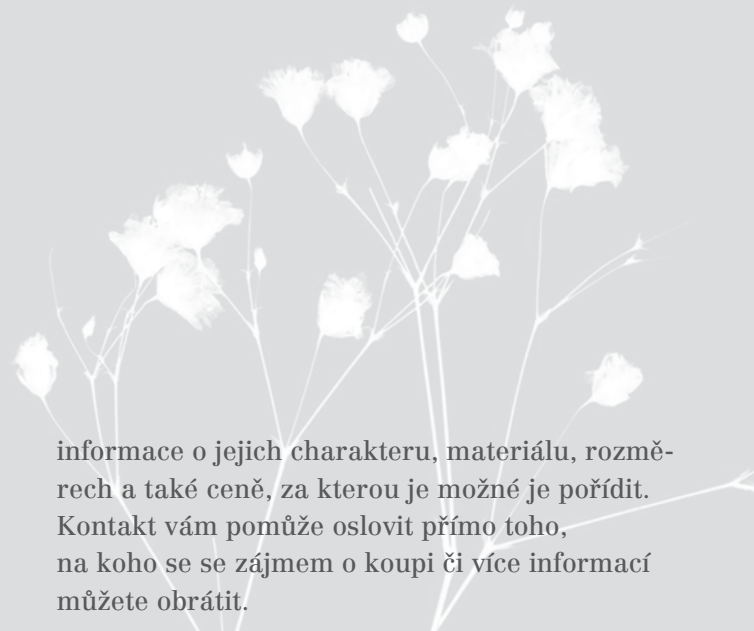 informace o jejich charakteru, materiálu, rozmě-
rech a také ceně, za kterou je možné je pořídit.
Kontakt vám pomůže oslovit přímo toho,
na koho se se zájmem o koupi či více informací
můžete obrátit.